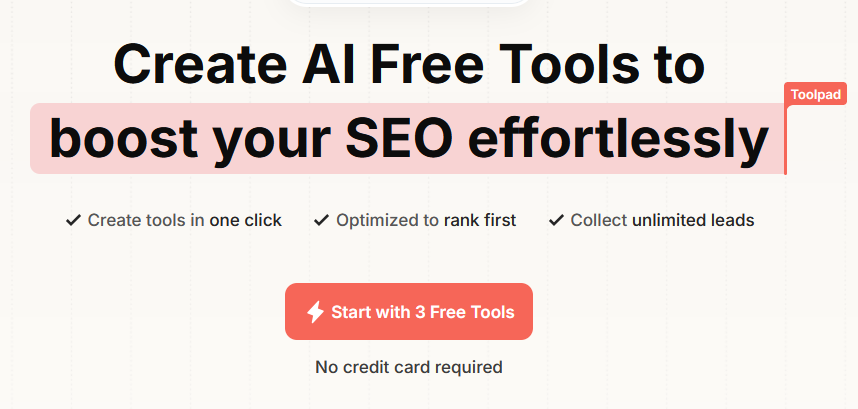 Create AI Free Tools to
boost your SEO effortlessly
Toolpad
Create tools in one click
Optimized to rank first
Collect unlimited leads
Start with 3 Free Tools
No credit card required